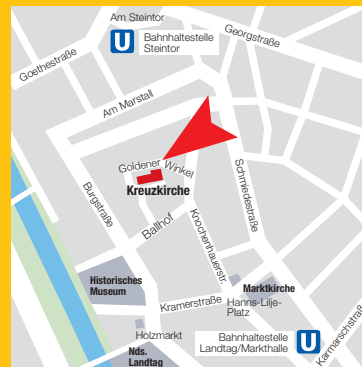 Am Steintor
U
Bahnhaltestelle
Steintor
Georgstraße
Goethestraße
Am Marstall
Goldener
Winkel
Kreuzkirche
Schmiedestraße
Burgstraße
Ballhof
Knochenhauerstr.
Historisches
Museum
Marktkirche
Kramerstraße
Hanns-Lilje-
Platz
Holzmarkt
Bahnhaltestelle
Landtag/Markthalle
U
Karmarschstraß
Nds.
Landtag